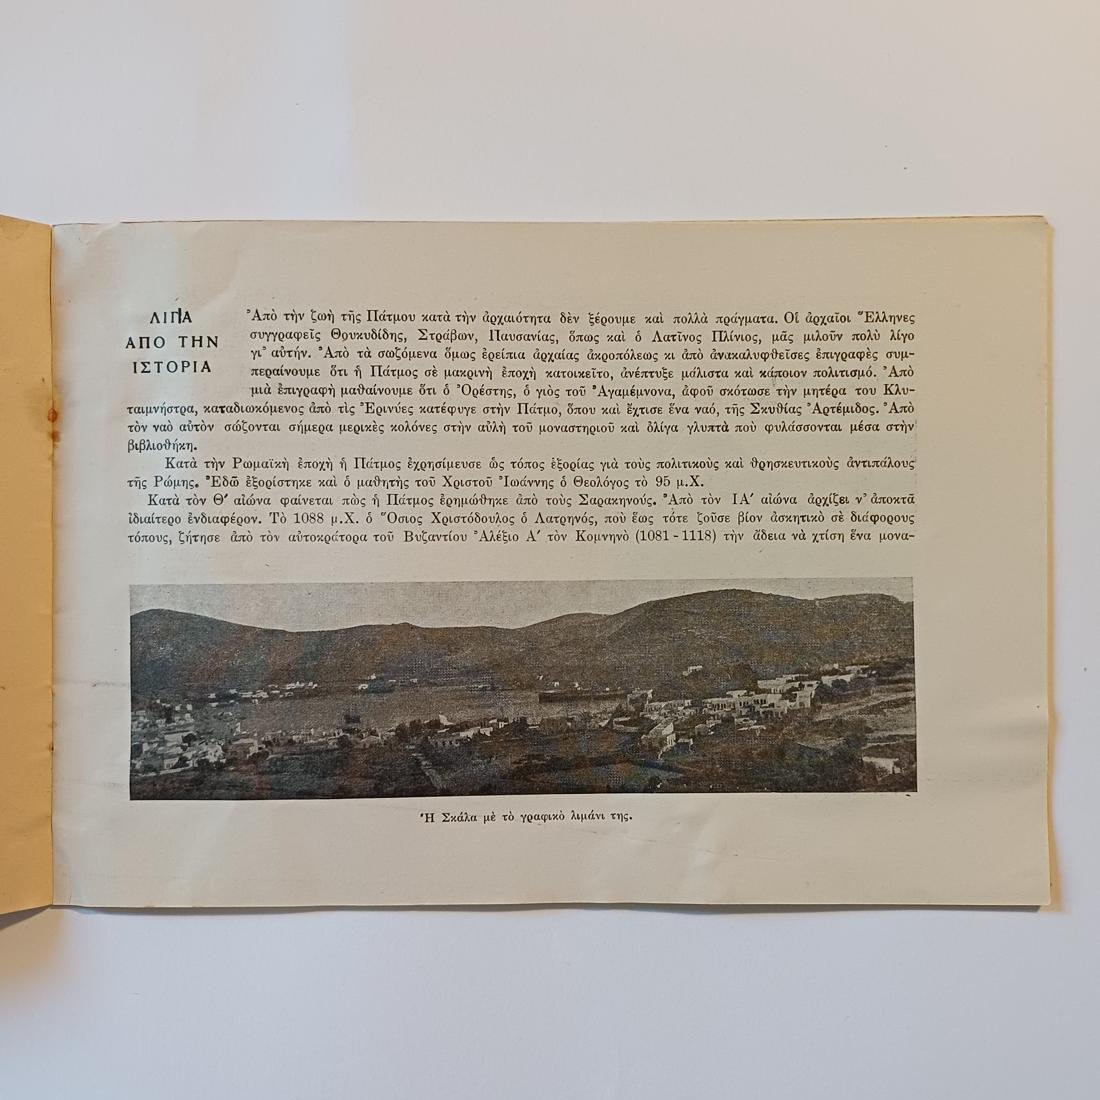 ΛΙΓΑ
ΑΠΟ ΤΗΝ
ΙΣΤΟΡΙΑ
Ἀπὸ τὴν ζωὴ τῆς Πάτμου κατὰ τὴν ἀρχαιότητα δὲν ξέρουμε καὶ πολλὰ πράγματα. Οἱ ἀρχαῖοι Ἕλληνες
συγγραφεῖς Θουκυδίδης, Στράβων, Παυσανίας, ὅπως καὶ ὁ Λατῖνος Πλίνιος, μᾶς μιλοῦν πολὺ λίγο
γι' αὐτήν. Ἀπὸ τὰ σωζόμενα ὅμως ἐρείπια ἀρχαίας ἀκροπόλεως κι ἀπὸ ἀνακαλυφθεῖσες ἐπιγραφὲς συμ-
περαίνουμε ὅτι ἡ Πάτμος σὲ μακρινὴ ἐποχὴ κατοικεῖτο, ἀνέπτυξε μάλιστα καὶ κάποιον πολιτισμό. Ἀπὸ
μιὰ ἐπιγραφὴ μαθαίνουμε ὅτι ὁ Ὀρέστης, ὁ γιὸς τοῦ Ἀγαμέμνονα, ἀφοῦ σκότωσε τὴν μητέρα του Κλυ-
ταιμνήστρα, καταδιωκόμενος ἀπὸ τὶς Ἐρινύες κατέφυγε στὴν Πάτμο, ὅπου καὶ ἔχτισε ἕνα ναό, τῆς Σκυθίας Ἀρτέμιδος. Ἀπὸ
τὸν ναὸ αὐτὸν σώζονται σήμερα μερικὲς κολόνες στὴν αὐλὴ τοῦ μοναστηριοῦ καὶ ὀλίγα γλυπτὰ ποὺ φυλάσσονται μέσα στὴν
βιβλιοθήκη.
Κατὰ τὴν Ρωμαϊκὴ ἐποχὴ ἡ Πάτμος ἐχρησίμευσε ὡς τόπος ἐξορίας γιὰ τοὺς πολιτικοὺς καὶ θρησκευτικοὺς ἀντιπάλους
τῆς Ρώμης. Ἐδῶ ἐξορίστηκε καὶ ὁ μαθητὴς τοῦ Χριστοῦ Ἰωάννης ὁ Θεολόγος τὸ 95 μ.Χ.
Κατὰ τὸν Θ′ αἰώνα φαίνεται πὼς ἡ Πάτμος ἐρημώθηκε ἀπὸ τοὺς Σαρακηνούς. Ἀπὸ τὸν ΙΑ′ αἰώνα ἀρχίζει ν' ἀποκτᾶ
ἰδιαίτερο ἐνδιαφέρον. Τὸ 1088 μ.Χ. ὁ Ὅσιος Χριστόδουλος ὁ Λατρηνός, ποὺ ἕως τότε ζοῦσε βίον ἀσκητικὸ σὲ διάφορους
τόπους, ζήτησε ἀπὸ τὸν αὐτοκράτορα τοῦ Βυζαντίου Ἀλέξιο Α′ τὸν Κομνηνὸ (1081 - 1118) τὴν ἄδεια νὰ χτίση ἕνα μονα-
Ἡ Σκάλα μὲ τὸ γραφικὸ λιμάνι της.